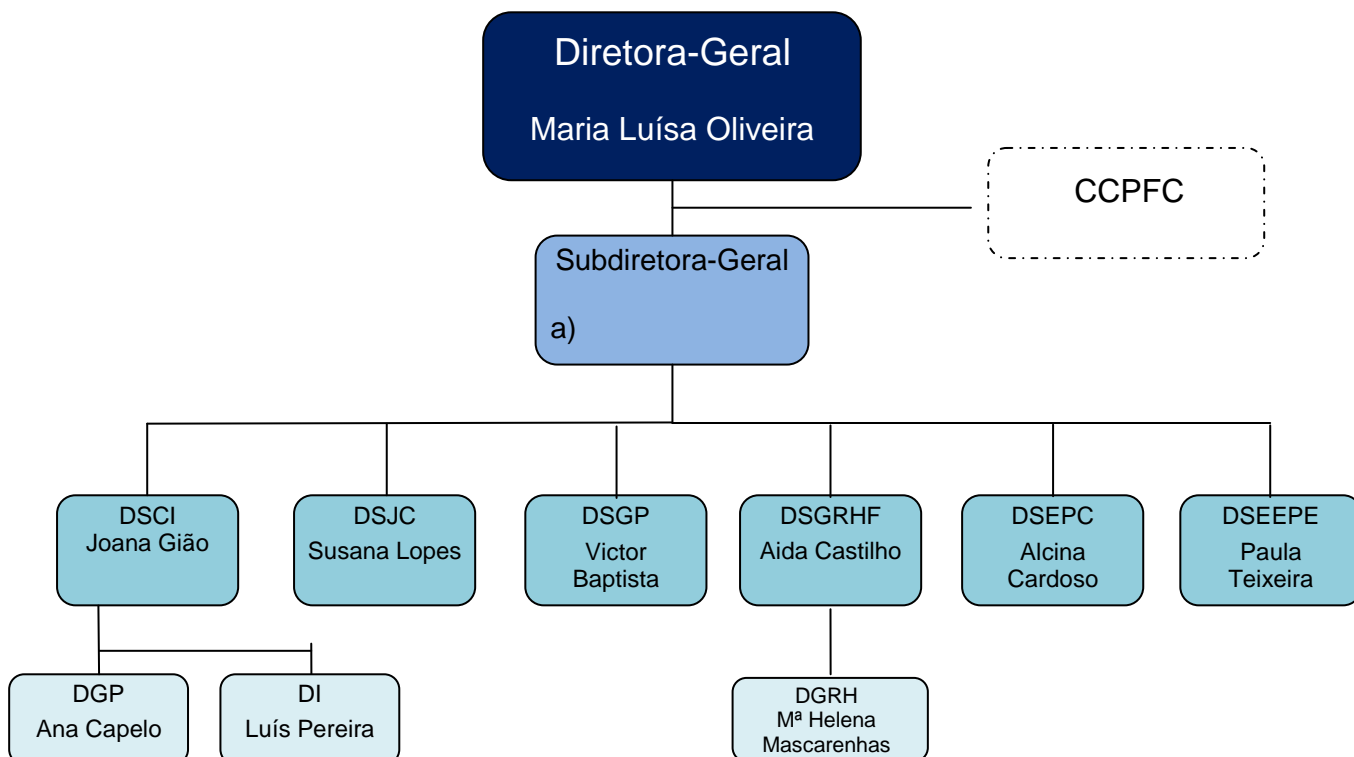 Diretora-Geral
Maria Luísa Oliveira
CCPFC
Subdiretora-Geral
a)
DSCI
Joana Gião
DSJC
Susana Lopes
DSGP
Victor
Baptista
DSGRHF
Aida Castilho
DSEPC
Alcina
Cardoso
DSEEPE
Paula
Teixeira
DGP
Ana Capelo
DI
Luís Pereira
DGRH
Mª Helena
Mascarenhas